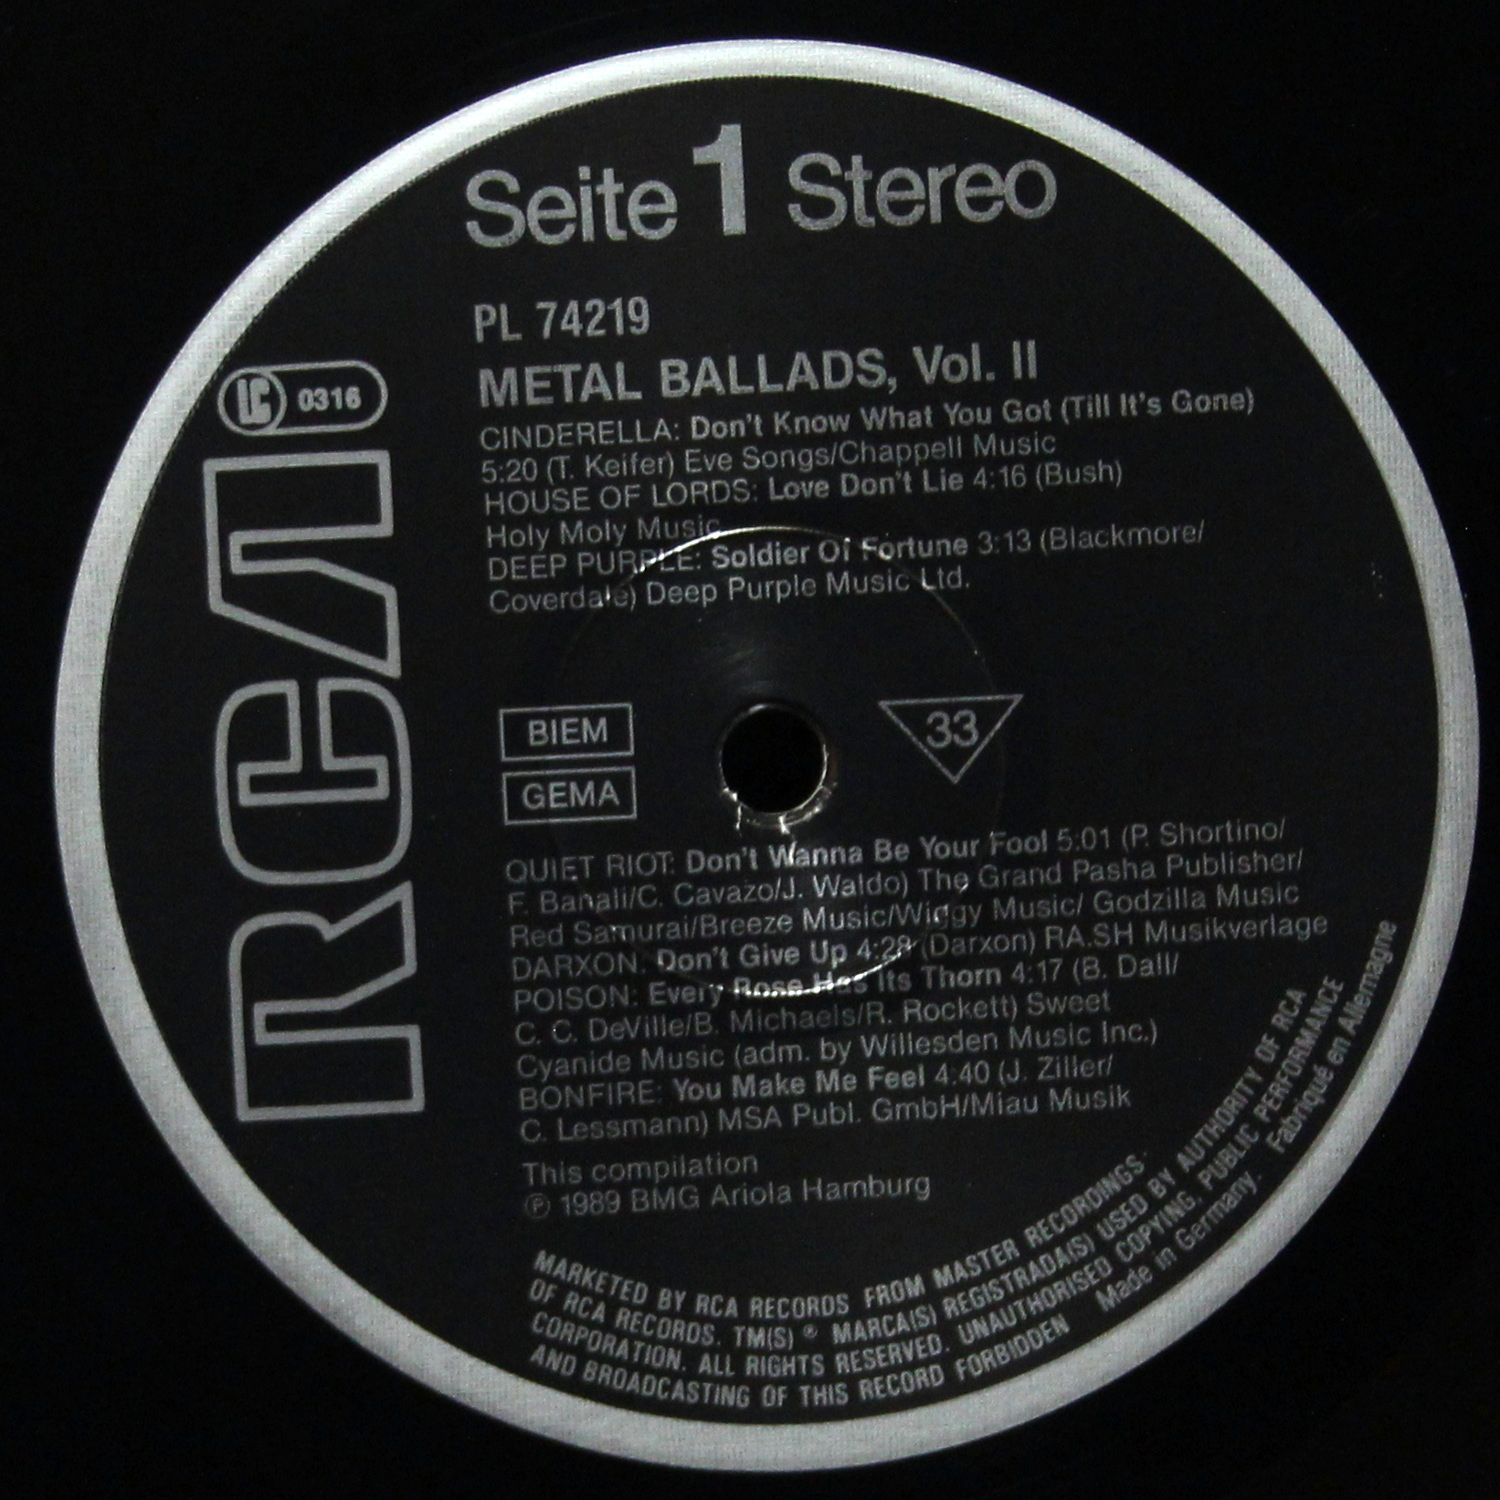 Seite 1 Stereo
PL 74219
METAL BALLADS, Vol. II
CINDERELLA: Don't Know What You Got (Till It's Gone)
5:20 (T. Keifer) Eve Songs/Chappell Music
HOUSE OF LORDS: Love Don't Lie 4:16 (Bush)
Holy Moly Music
DEEP PURPLE: Soldier Of Fortune 3:13 (Blackmore/
Coverdale) Deep Purple Music Ltd.
LC 0316
RCA
BIEM
GEMA
33
QUIET RIOT: Don't Wanna Be Your Fool 5:01 (P. Shortino/
F. Banali/C. Cavazo/J. Waldo) The Grand Pasha Publisher/
Red Samurai/Breeze Music/Wiggy Music/ Godzilla Music
DARXON: Don't Give Up 4:28 (Darxon) RA.SH Musikverlage
POISON: Every Rose Has Its Thorn 4:17 (B. Dall/
C. C. DeVille/B. Michaels/R. Rockett) Sweet
Cyanide Music (adm. by Willesden Music Inc.)
BONFIRE: You Make Me Feel 4:40 (J. Ziller/
C. Lessmann) MSA Publ. GmbH/Miau Musik
This compilation
℗ 1989 BMG Ariola Hamburg
MARKETED BY RCA RECORDS FROM MASTER RECORDINGS
OF RCA RECORDS. TM(S) ® MARCA(S) REGISTRADA(S) USED BY AUTHORITY OF RCA
CORPORATION. ALL RIGHTS RESERVED. UNAUTHORISED COPYING, PUBLIC PERFORMANCE
AND BROADCASTING OF THIS RECORD FORBIDDEN Made in Germany. Fabriqué en Allemagne